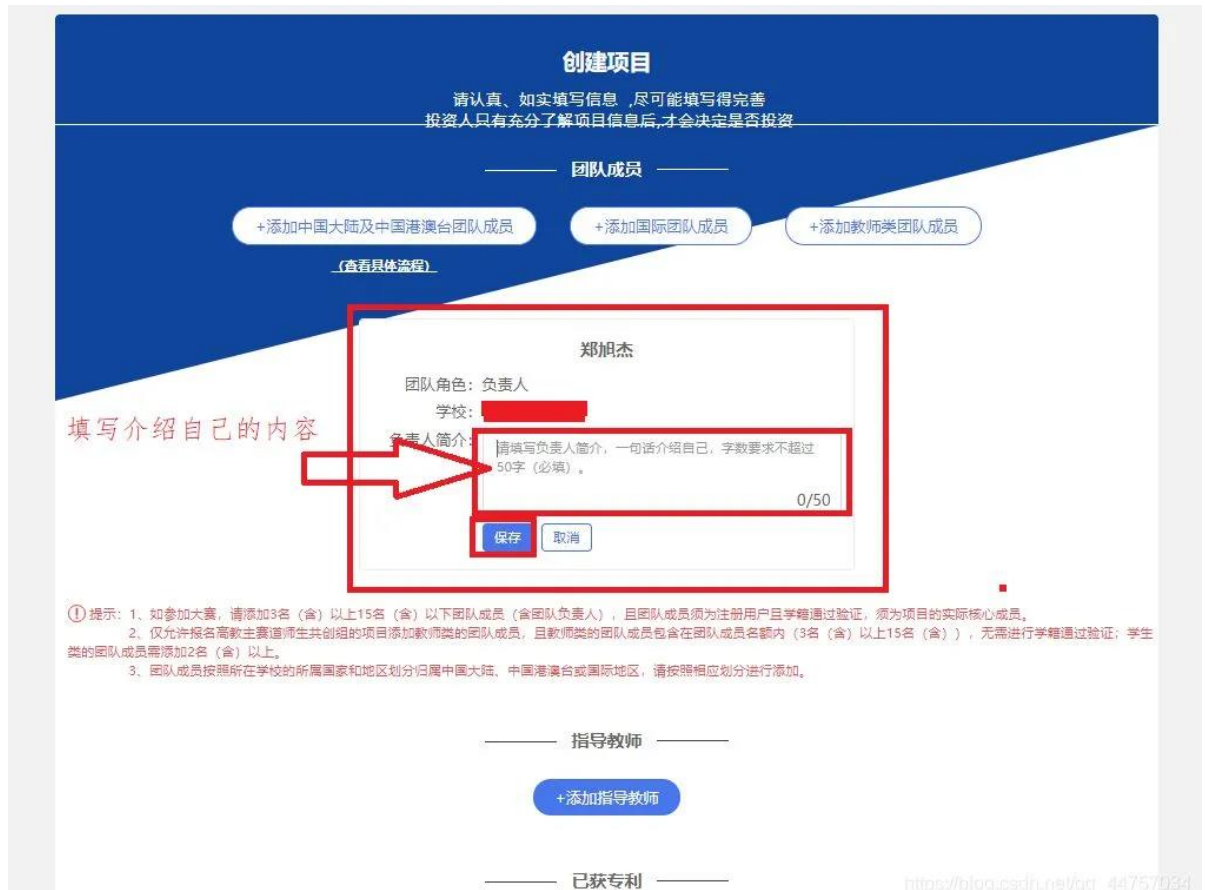 创建项目
请认真、如实填写信息 ,尽可能填写得完善
投资人只有充分了解项目信息后,才会决定是否投资
团队成员
+添加中国大陆及中国港澳台团队成员
+添加国际团队成员
+添加教师类团队成员
(查看具体流程)
郑旭杰
团队角色：负责人
学校：
填写介绍自己的内容
负责人简介：
请填写负责人简介，一句话介绍自己，字数要求不超过
50字（必填）。
0/50
保存
取消
提示：1、如参加大赛，请添加3名（含）以上15名（含）以下团队成员（含团队负责人），且团队成员须为注册用户且学籍通过验证，须为项目的实际核心成员。
2、仅允许报名高教主赛道师生共创组的项目添加教师类的团队成员，且教师类的团队成员包含在团队成员名额内（3名（含）以上15名（含）），无需进行学籍通过验证；学生
类的团队成员需添加2名（含）以上。
3、团队成员按照所在学校的所属国家和地区划分归属中国大陆、中国港澳台或国际地区，请按照相应划分进行添加。
指导教师
+添加指导教师
已获专利
https://blog.csdn.net/qq_44757034